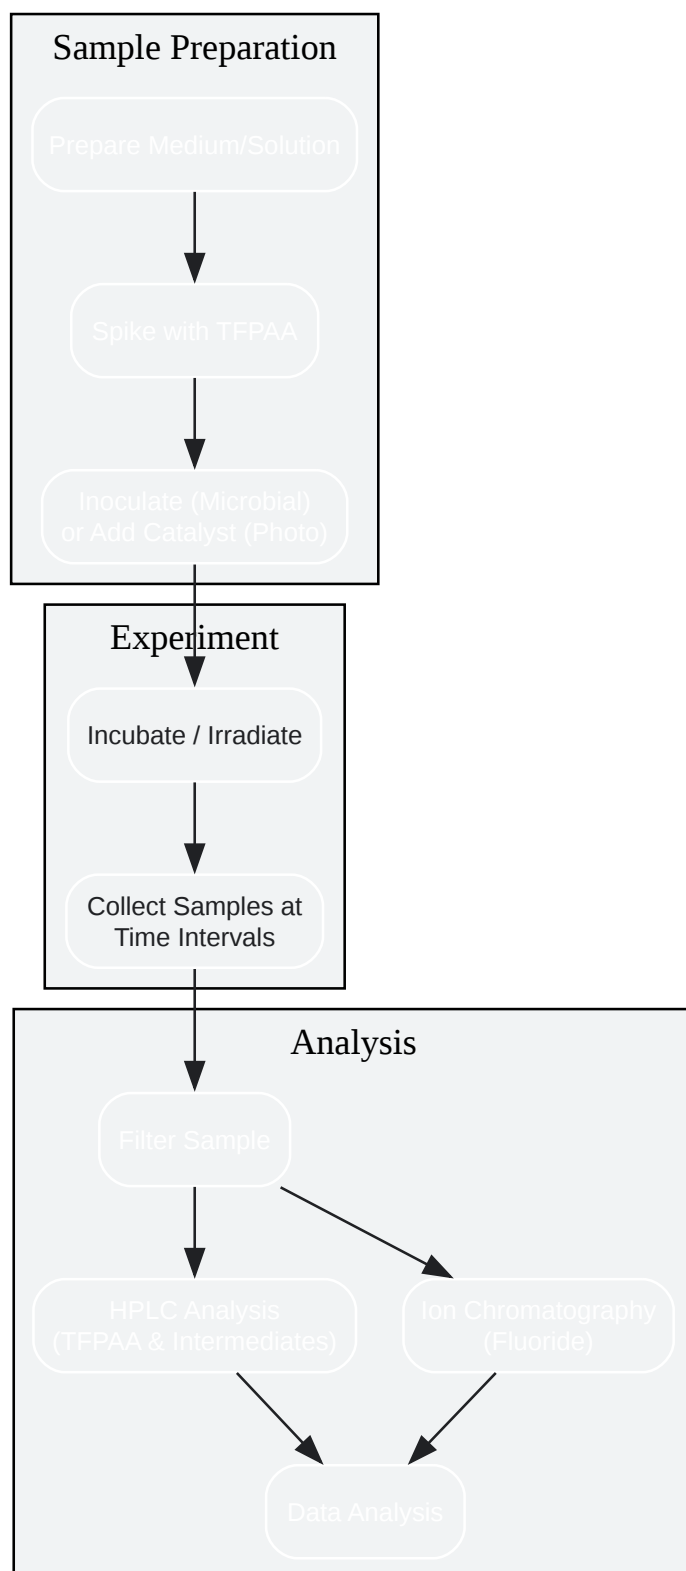 Sample Preparation
Prepare Medium/Solution
Spike with TFPAA
Inoculate (Microbial)
or Add Catalyst (Photo)
Experiment
Incubate / Irradiate
Collect Samples at
Time Intervals
Analysis
Filter Sample
HPLC Analysis
(TFPAA & Intermediates)
Ion Chromatography
(Fluoride)
Data Analysis